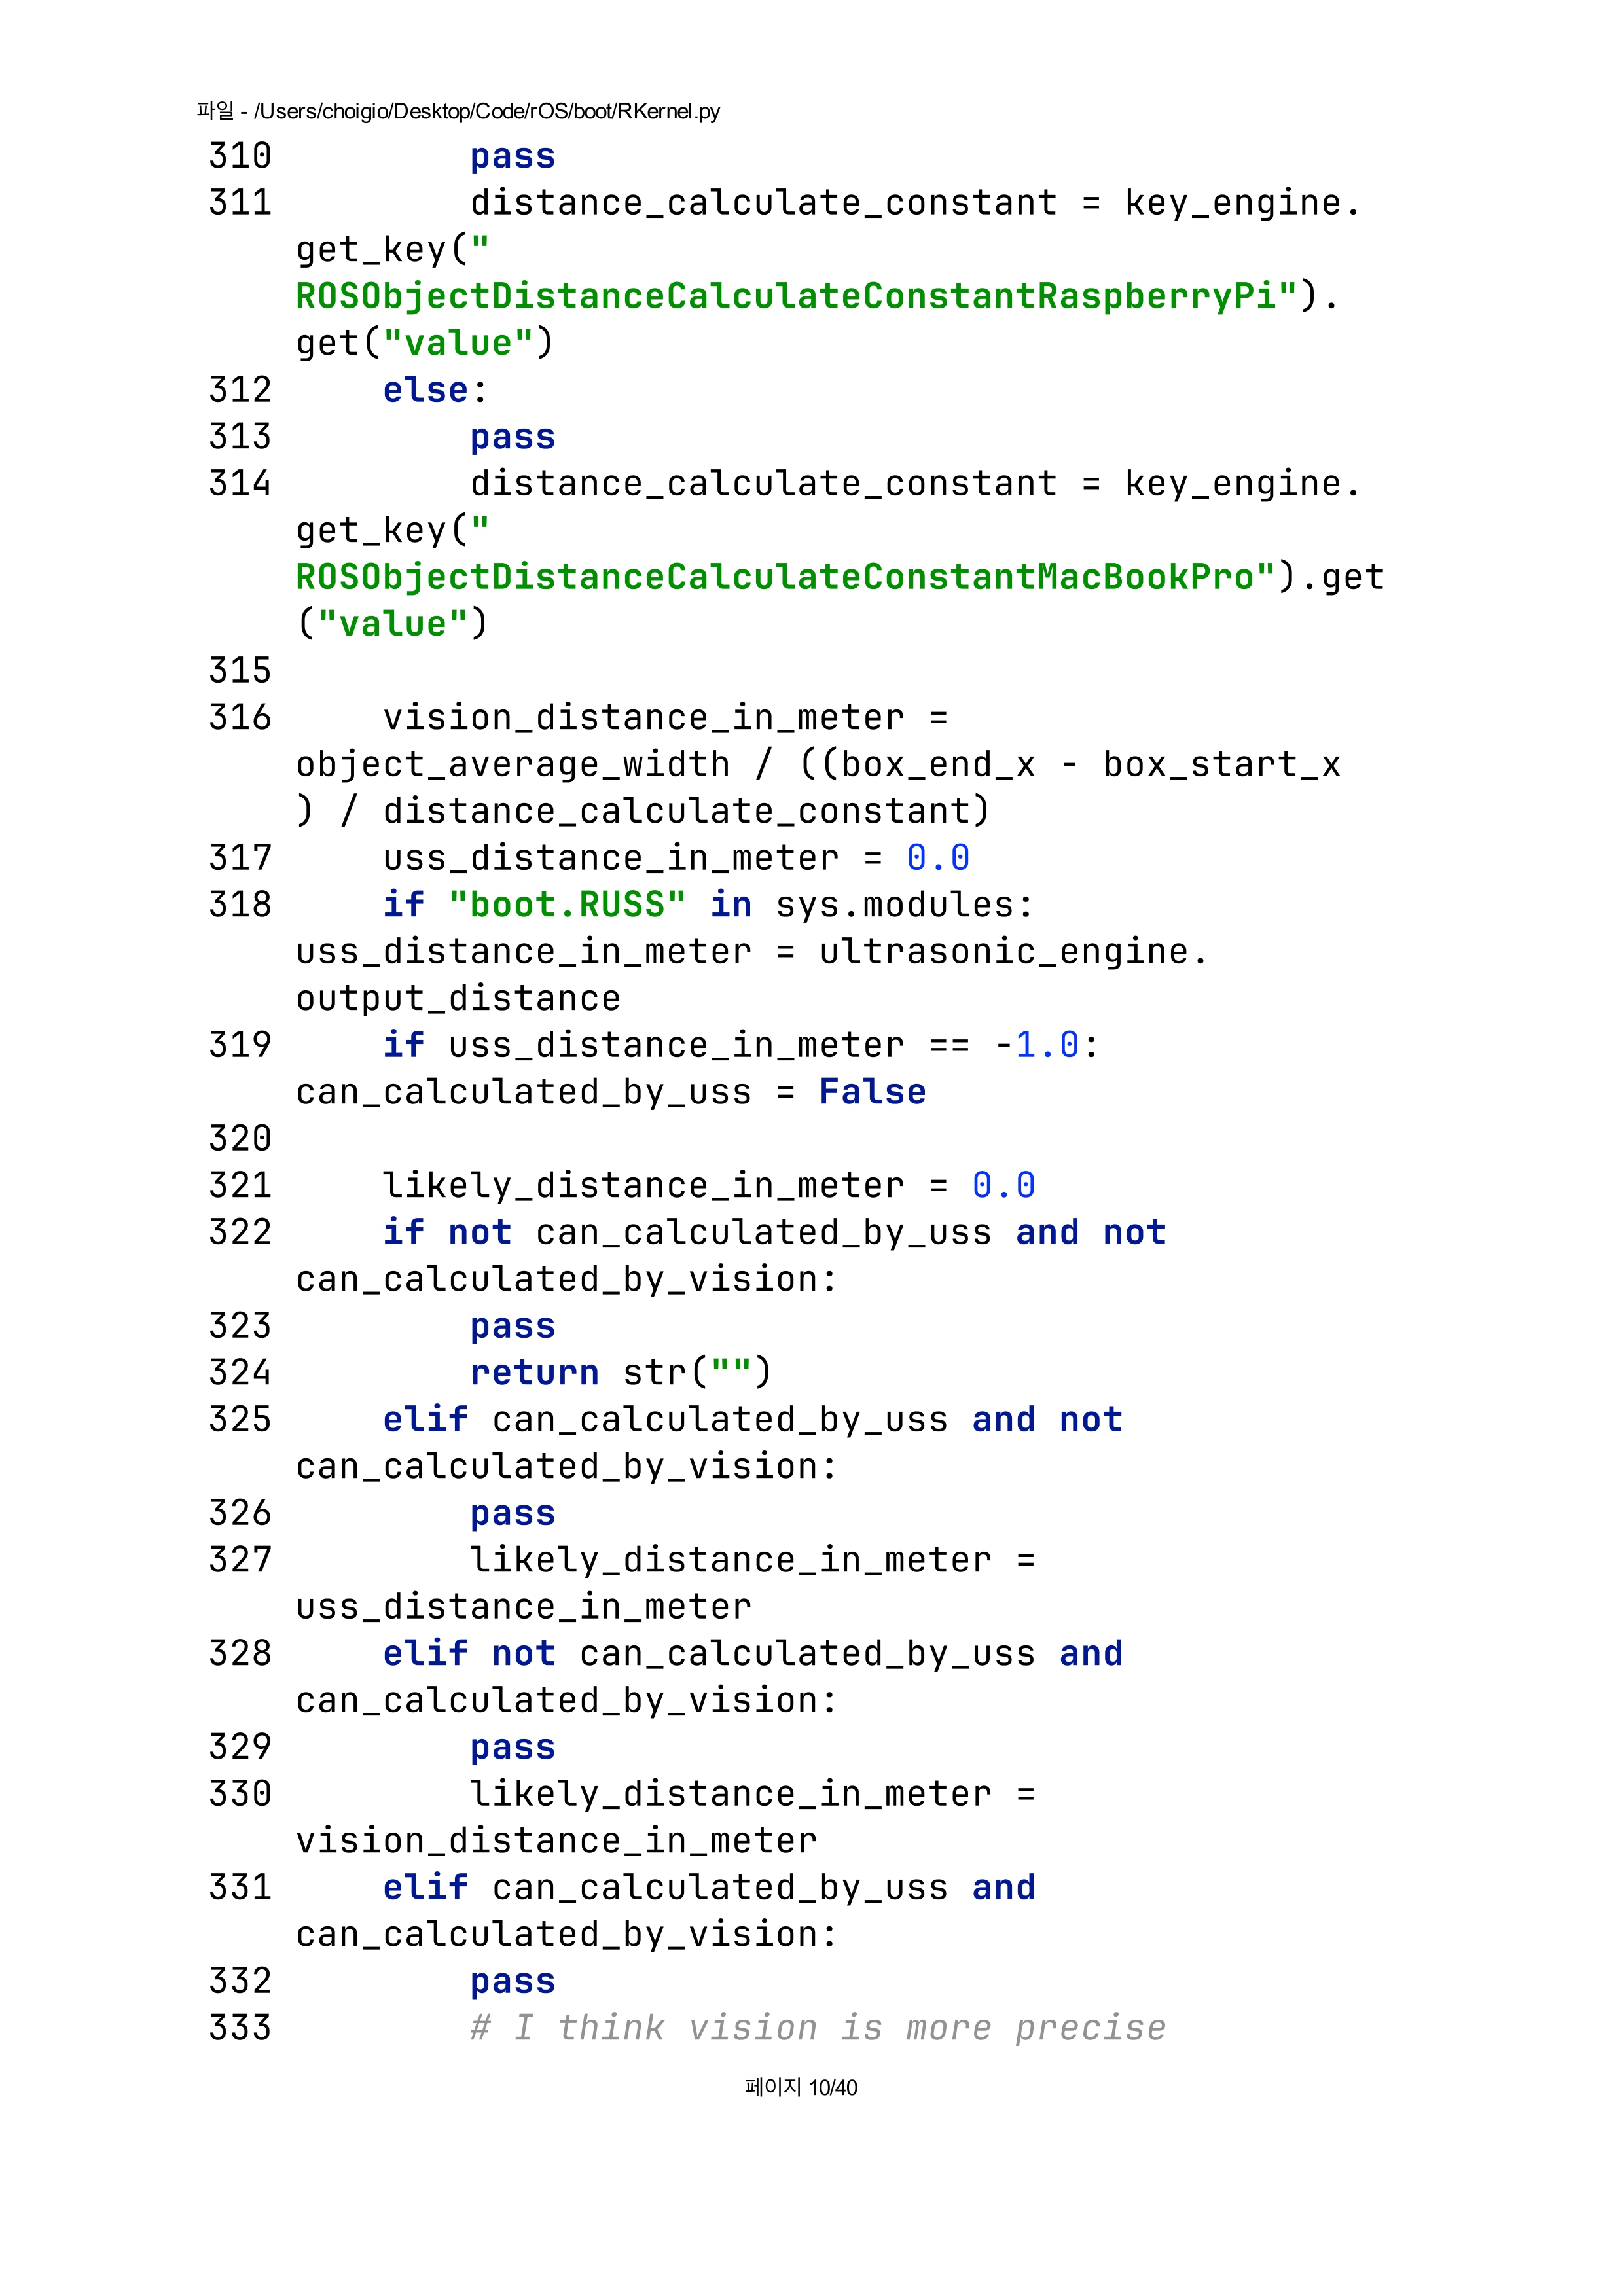 파일 - /Users/choigio/Desktop/Code/rOS/boot/RKernel.py
310         pass
311         distance_calculate_constant = key_engine.
    get_key("
    ROSObjectDistanceCalculateConstantRaspberryPi").
    get("value")
312     else:
313         pass
314         distance_calculate_constant = key_engine.
    get_key("
    ROSObjectDistanceCalculateConstantMacBookPro").get
    ("value")
315
316     vision_distance_in_meter =
    object_average_width / ((box_end_x - box_start_x
    ) / distance_calculate_constant)
317     uss_distance_in_meter = 0.0
318     if "boot.RUSS" in sys.modules:
    uss_distance_in_meter = ultrasonic_engine.
    output_distance
319     if uss_distance_in_meter == -1.0:
    can_calculated_by_uss = False
320
321     likely_distance_in_meter = 0.0
322     if not can_calculated_by_uss and not
    can_calculated_by_vision:
323         pass
324         return str("")
325     elif can_calculated_by_uss and not
    can_calculated_by_vision:
326         pass
327         likely_distance_in_meter =
    uss_distance_in_meter
328     elif not can_calculated_by_uss and
    can_calculated_by_vision:
329         pass
330         likely_distance_in_meter =
    vision_distance_in_meter
331     elif can_calculated_by_uss and
    can_calculated_by_vision:
332         pass
333         # I think vision is more precise
페이지 10/40